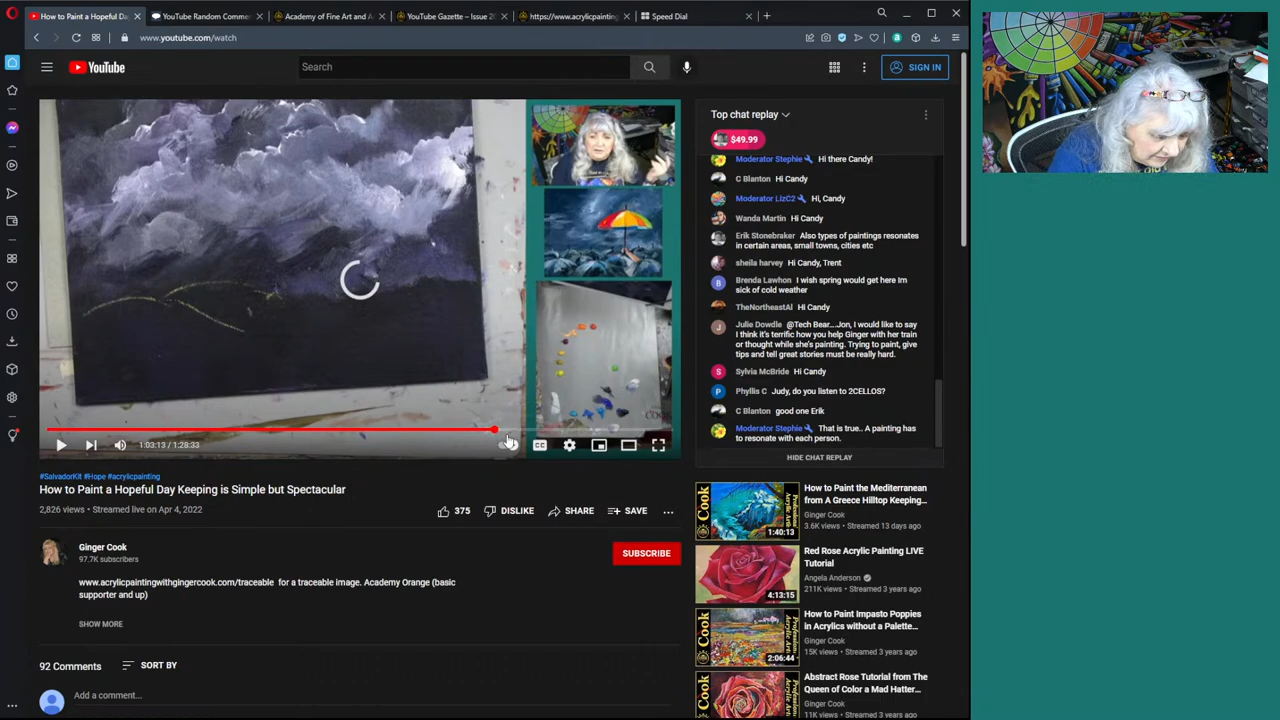 How to Paint a Hopeful Da
YouTube Random Comme
Academy of Fine Art and A
YouTube Gazette – Issue 20
https://www.acrylicpainting
Speed Dial
www.youtube.com/watch
YouTube
Search
SIGN IN
Top chat replay
$49.99
Moderator Stephie Hi there Candy!
C Blanton Hi Candy
Moderator LizC2 Hi, Candy
Wanda Martin Hi Candy
Erik Stonebraker Also types of paintings resonates
in certain areas, small towns, cities etc
sheila harvey Hi Candy, Trent
Brenda Lawhon I wish spring would get here Im
sick of cold weather
TheNortheastAl Hi Candy
Julie Dowdle @Tech Bear....Jon, I would like to say
I think it's terrific how you help Ginger with her train
or thought while she's painting. Trying to paint, give
tips and tell great stories must be really hard.
Sylvia McBride Hi Candy
Phyllis C Judy, do you listen to 2CELLOS?
C Blanton good one Erik
Moderator Stephie That is true.. A painting has
to resonate with each person.
HIDE CHAT REPLAY
1:03:13 / 1:28:33
CC
#SalvadorKit #Hope #acrylicpainting
How to Paint a Hopeful Day Keeping is Simple but Spectacular
2,826 views • Streamed live on Apr 4, 2022
375
DISLIKE
SHARE
SAVE
Ginger Cook
97.7K subscribers
SUBSCRIBE
www.acrylicpaintingwithgingercook.com/traceable for a traceable image. Academy Orange (basic
supporter and up)
SHOW MORE
92 Comments
SORT BY
Add a comment...
Cook
1:40:13
How to Paint the Mediterranean
from A Greece Hilltop Keeping...
Ginger Cook
3.6K views • Streamed 13 days ago
4:13:15
Red Rose Acrylic Painting LIVE
Tutorial
Angela Anderson
211K views • Streamed 3 years ago
Cook
2:06:44
How to Paint Impasto Poppies
in Acrylics without a Palette...
Ginger Cook
15K views • Streamed 3 years ago
Cook
Abstract Rose Tutorial from The
Queen of Color a Mad Hatter...
Ginger Cook
11K views • Streamed 3 years ago